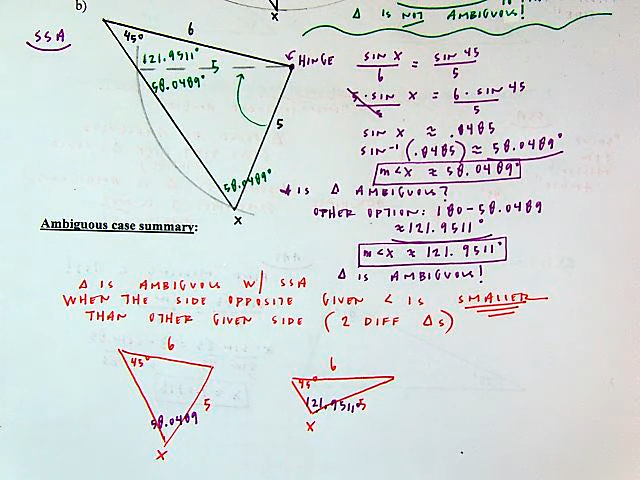 b)
x
Δ IS NOT AMBIGUOUS!
SSA
6
45°
121.9511°
5
58.0489°
HINGE
5
58.0489°
x
SIN X / 6 = SIN 45 / 5
5 · SIN X / 5 = 6 · SIN 45 / 5
SIN X ≈ .8485
SIN⁻¹(.8485) ≈ 58.0489°
m∠X ≈ 58.0489°
* IS Δ AMBIGUOUS?
OTHER OPTION: 180-58.0489
≈ 121.9511°
m∠X ≈ 121.9511°
Δ IS AMBIGUOUS!
Ambiguous case summary:
Δ IS AMBIGUOUS W/ SSA
WHEN THE SIDE OPPOSITE GIVEN ∠ IS SMALLER
THAN OTHER GIVEN SIDE (2 DIFF Δs)
6
45°
5
58.0489
X
6
45°
121.9511°
5
X